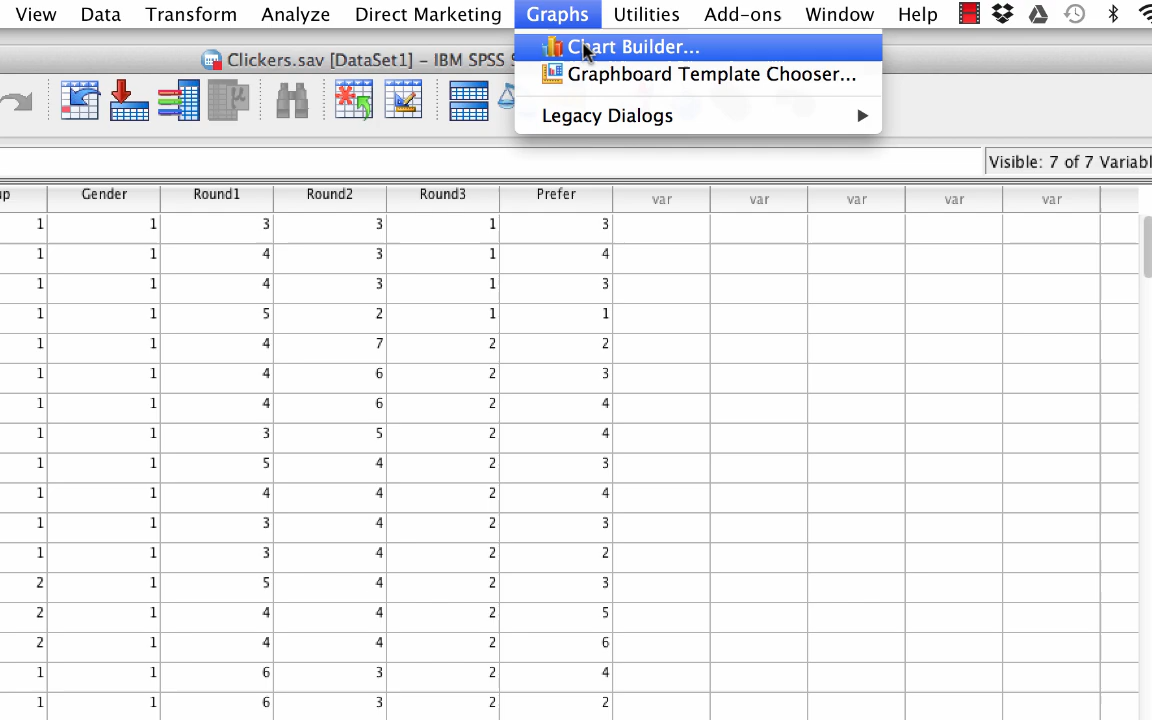 View Data Transform Analyze Direct Marketing Graphs Utilities Add-ons Window Help
Chart Builder...
Clickers.sav [DataSet1] – IBM SPSS S
Graphboard Template Chooser...
Legacy Dialogs
Visible: 7 of 7 Variabl
up Gender Round1 Round2 Round3 Prefer var var var var var
1 1 3 3 1 3
1 1 4 3 1 4
1 1 4 3 1 3
1 1 5 2 1 1
1 1 4 7 2 2
1 1 4 6 2 3
1 1 4 6 2 4
1 1 3 5 2 4
1 1 5 4 2 3
1 1 4 4 2 4
1 1 3 4 2 3
1 1 3 4 2 2
2 1 5 4 2 3
2 1 4 4 2 5
2 1 4 4 2 6
1 1 6 3 2 4
1 1 6 3 2 2